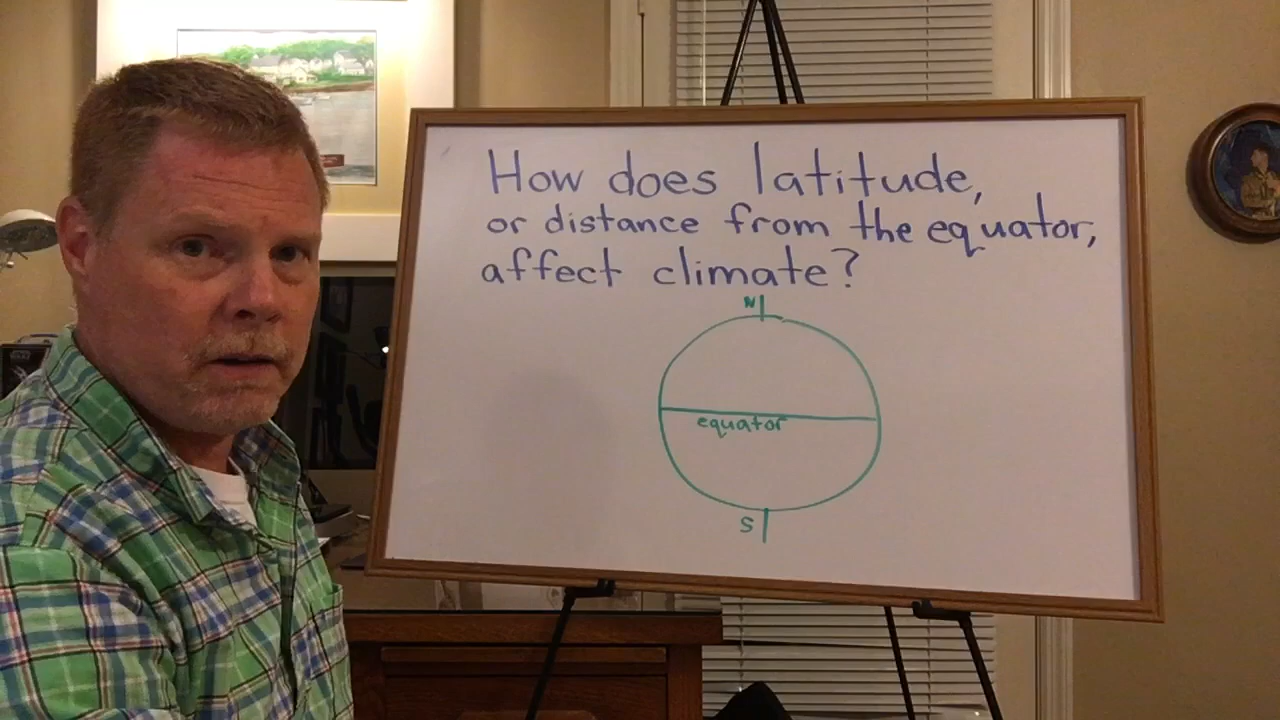 How does latitude,
or distance from the equator,
affect climate?
N
equator
S